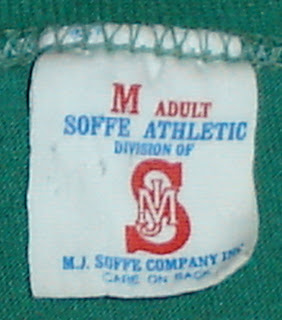 M ADULT
SOFFE ATHLETIC
DIVISION OF
S
MJ
M.J. SOFFE COMPANY INC.
CARE ON BACK